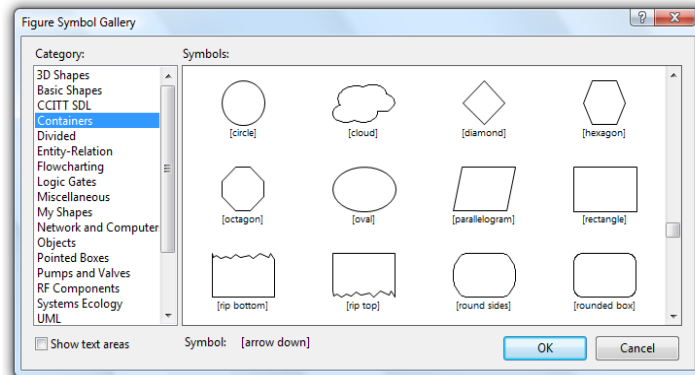 Figure Symbol Gallery
Category:
Symbols:
3D Shapes
Basic Shapes
CCITT SDL
Containers
Divided
Entity-Relation
Flowcharting
Logic Gates
Miscellaneous
My Shapes
Network and Computer
Objects
Pointed Boxes
Pumps and Valves
RF Components
Systems Ecology
UML
[circle] [cloud] [diamond] [hexagon]
[octagon] [oval] [parallelogram] [rectangle]
[rip bottom] [rip top] [round sides] [rounded box]
Show text areas
Symbol: [arrow down]
OK
Cancel